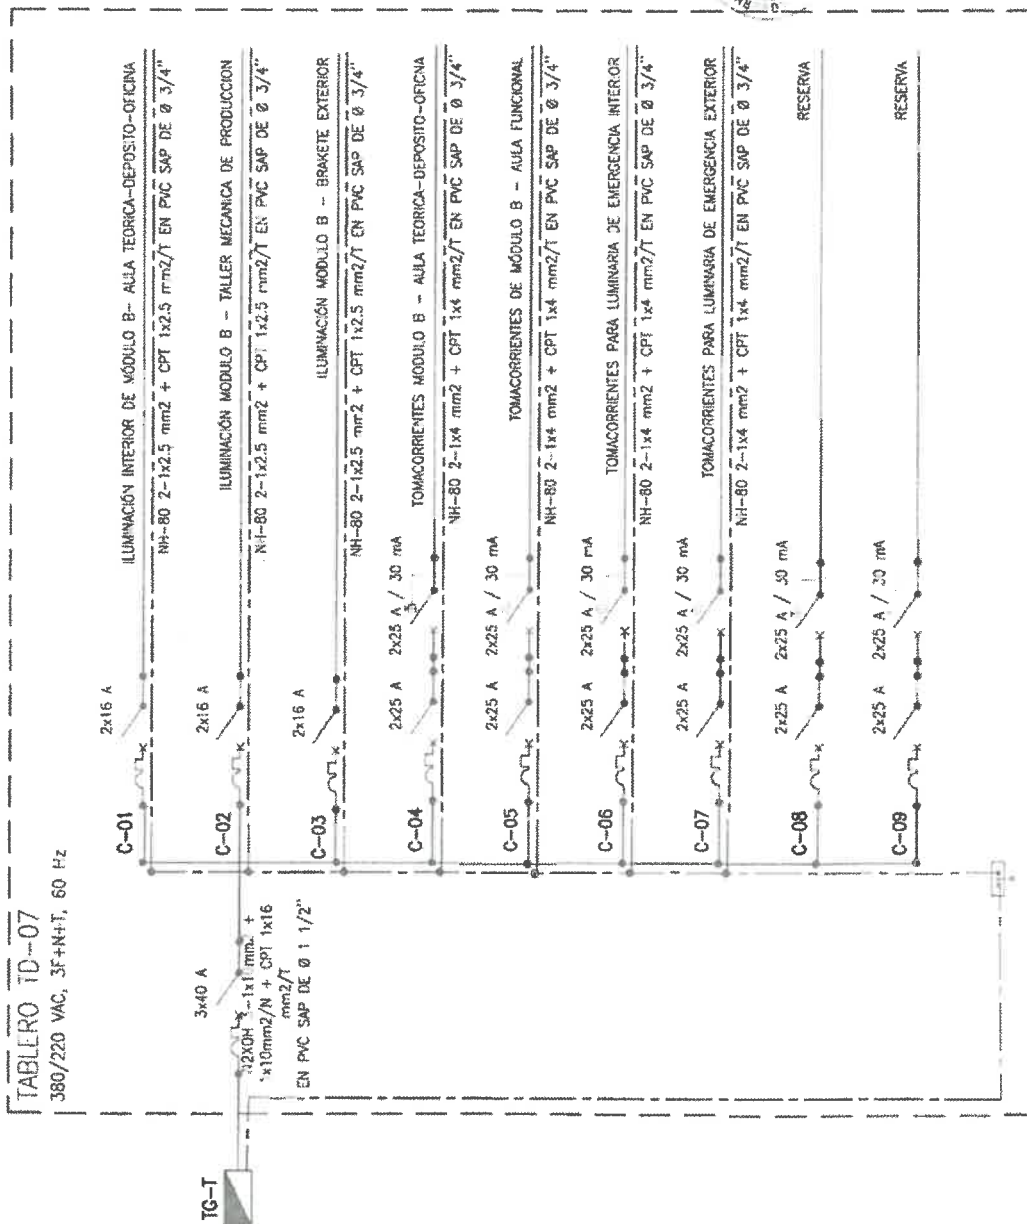 TABLERO TD-07
380/220 VAC, 3F+N+T, 60 Hz
TG-T
3x40 A
N2XOH 3-1x10 mm2 +
1x10mm2/N + CPT 1x16
mm2/T
EN PVC SAP DE Ø 1 1/2"
C-01
2x16 A
ILUMINACIÓN INTERIOR DE MÓDULO B- AULA TEORICA-DEPOSITO-OFICINA
NH-80 2-1x2.5 mm2 + CPT 1x2.5 mm2/T EN PVC SAP DE Ø 3/4"
C-02
2x16 A
ILUMINACIÓN MODULO B - TALLER MECANICA DE PRODUCCION
NH-80 2-1x2.5 mm2 + CPT 1x2.5 mm2/T EN PVC SAP DE Ø 3/4"
C-03
2x16 A
ILUMINACIÓN MODULO B - BRAKETE EXTERIOR
NH-80 2-1x2.5 mm2 + CPT 1x2.5 mm2/T EN PVC SAP DE Ø 3/4"
C-04
2x25 A
2x25 A / 30 mA
TOMACORRIENTES MODULO B - AULA TEORICA-DEPOSITO-OFICNA
NH-80 2-1x4 mm2 + CPT 1x4 mm2/T EN PVC SAP DE Ø 3/4"
C-05
2x25 A
2x25 A / 30 mA
TOMACORRIENTES DE MÓDULO B - AULA FUNCIONAL
NH-80 2-1x4 mm2 + CPT 1x4 mm2/T EN PVC SAP DE Ø 3/4"
C-06
2x25 A
2x25 A / 30 mA
TOMACORRIENTES PARA LUMINARIA DE EMERGENCIA INTERIOR
NH-80 2-1x4 mm2 + CPT 1x4 mm2/T EN PVC SAP DE Ø 3/4"
C-07
2x25 A
2x25 A / 30 mA
TOMACORRIENTES PARA LUMINARIA DE EMERGENCIA EXTERIOR
NH-80 2-1x4 mm2 + CPT 1x4 mm2/T EN PVC SAP DE Ø 3/4"
C-08
2x25 A
2x25 A / 30 mA
RESERVA
C-09
2x25 A
2x25 A / 30 mA
RESERVA